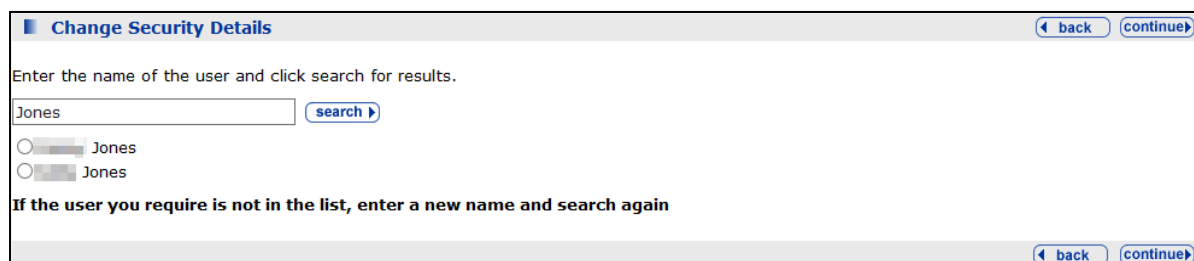 Change Security Details back continue
Enter the name of the user and click search for results.
Jones search
Jones
Jones
If the user you require is not in the list, enter a new name and search again
back continue